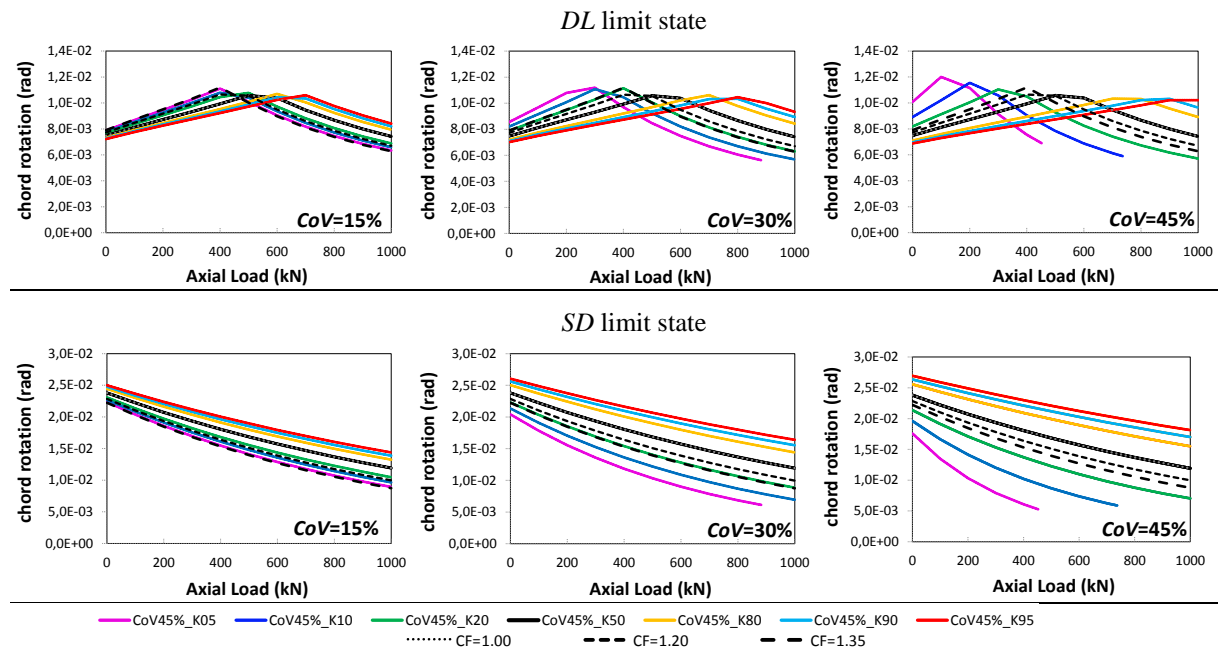 DL limit state
1,4E-02
1,2E-02
1,0E-02
8,0E-03
6,0E-03
4,0E-03
2,0E-03
0,0E+00
chord rotation (rad)
0 200 400 600 800 1000
Axial Load (kN)
CoV=15%
1,4E-02
1,2E-02
1,0E-02
8,0E-03
6,0E-03
4,0E-03
2,0E-03
0,0E+00
chord rotation (rad)
0 200 400 600 800 1000
Axial Load (kN)
CoV=30%
1,4E-02
1,2E-02
1,0E-02
8,0E-03
6,0E-03
4,0E-03
2,0E-03
0,0E+00
chord rotation (rad)
0 200 400 600 800 1000
Axial Load (kN)
CoV=45%
SD limit state
3,0E-02
2,5E-02
2,0E-02
1,5E-02
1,0E-02
5,0E-03
0,0E+00
chord rotation (rad)
0 200 400 600 800 1000
Axial Load (kN)
CoV=15%
3,0E-02
2,5E-02
2,0E-02
1,5E-02
1,0E-02
5,0E-03
0,0E+00
chord rotation (rad)
0 200 400 600 800 1000
Axial Load (kN)
CoV=30%
3,0E-02
2,5E-02
2,0E-02
1,5E-02
1,0E-02
5,0E-03
0,0E+00
chord rotation (rad)
0 200 400 600 800 1000
Axial Load (kN)
CoV=45%
CoV45%_K05 CoV45%_K10 CoV45%_K20 CoV45%_K50 CoV45%_K80 CoV45%_K90 CoV45%_K95
CF=1.00 CF=1.20 CF=1.35